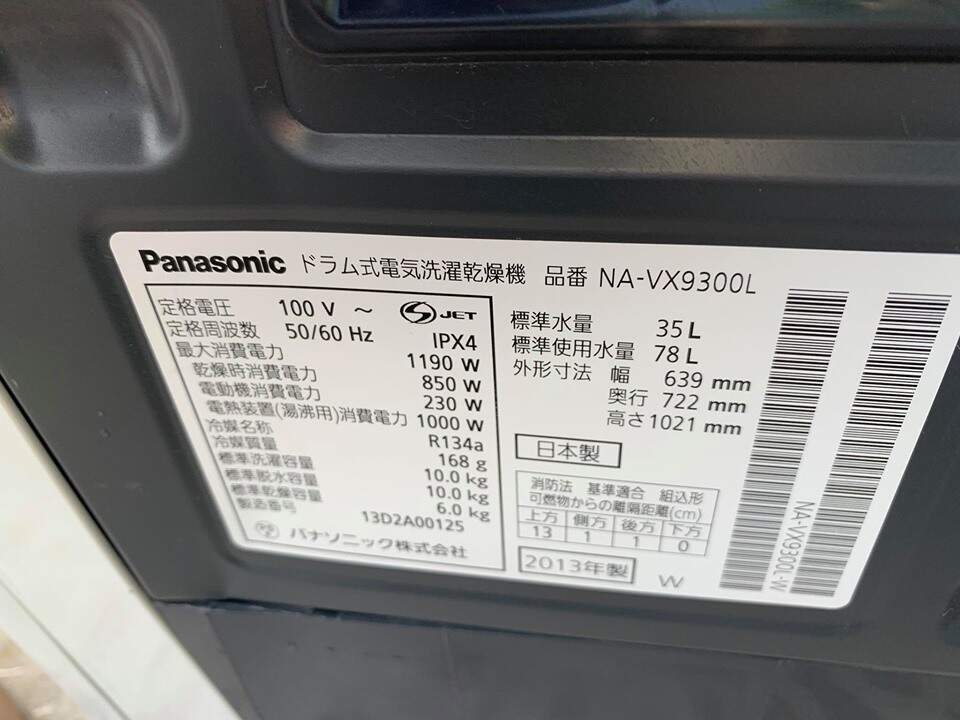 Panasonic ドラム式電気洗濯乾燥機 品番 NA-VX9300L
定格電圧 100 V ～ S JET
定格周波数 50/60 Hz IPX4
最大消費電力 1190 W
乾燥時消費電力 850 W
電動機消費電力 230 W
電熱装置(湯沸用)消費電力 1000 W
冷媒名称 R134a
冷媒質量 168 g
標準洗濯容量 10.0 kg
標準脱水容量 10.0 kg
標準乾燥容量 6.0 kg
製造番号 13D2A00125
パナソニック株式会社
標準水量 35 L
標準使用水量 78 L
外形寸法 幅 639 mm
奥行 722 mm
高さ 1021 mm
日本製
消防法 基準適合 組込形
可燃物からの離隔距離(cm)
上方 側方 後方 下方
13 1 1 0
2013年製 W
NA-VX9300L-W